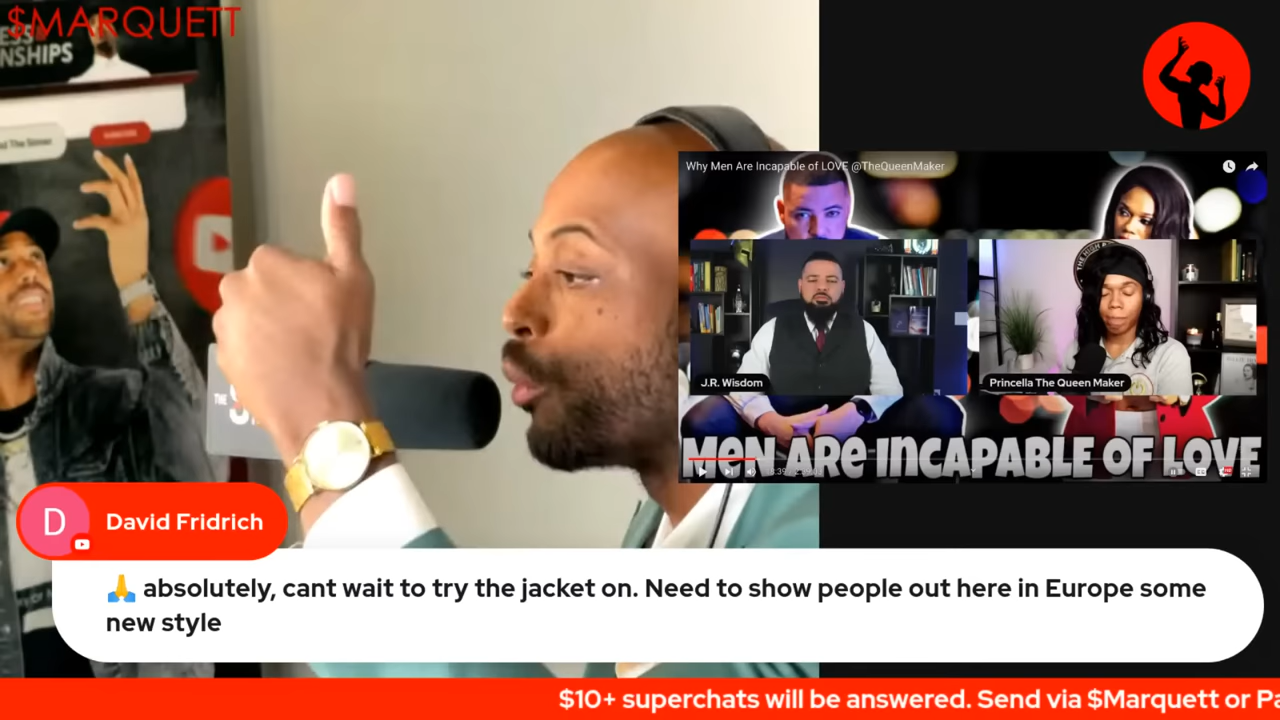 $MARQUETT
NSHIPS
THE
Why Men Are Incapable of LOVE @TheQueenMaker
J.R. Wisdom
Princella The Queen Maker
MEN ARE INCAPABLE OF LOVE
D
David Fridrich
🙏 absolutely, cant wait to try the jacket on. Need to show people out here in Europe some
new style
$10+ superchats will be answered. Send via $Marquett or Pa